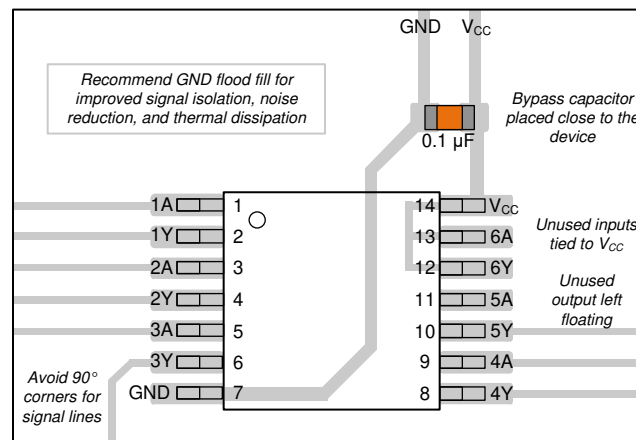 GND VCC
Recommend GND flood fill for
improved signal isolation, noise
reduction, and thermal dissipation
Bypass capacitor
placed close to the
device
0.1 µF
1A 1 14 VCC
1Y 2 13 6A
Unused inputs
tied to VCC
2A 3 12 6Y
2Y 4 11 5A
Unused
output left
floating
3A 5 10 5Y
3Y 6 9 4A
GND 7 8 4Y
Avoid 90°
corners for
signal lines